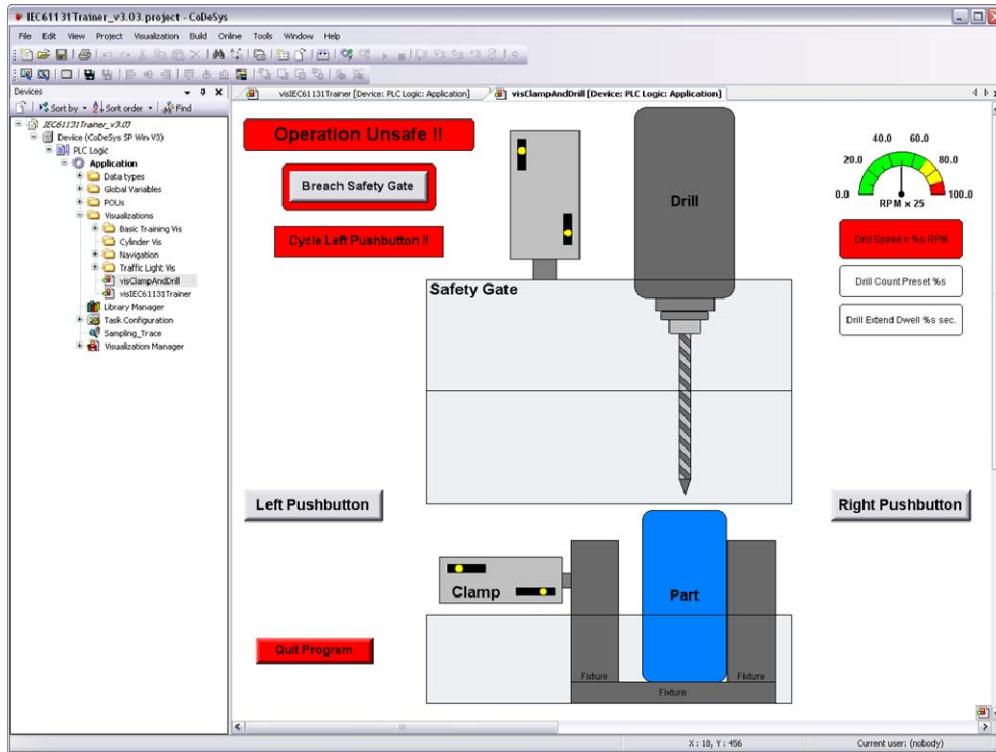 IEC61131Trainer_v3.03.project - CoDeSys
File Edit View Project Visualization Build Online Tools Window Help
Devices
Sort by Sort order Find
IEC61131Trainer_v3.03
Device (CoDeSys SP Win V3)
PLC Logic
Application
Data types
Global Variables
POUs
Visualizations
Basic Training Vis
Cylinder Vis
Navigation
Traffic Light Vis
visClampAndDrill
visIEC61131Trainer
Library Manager
Task Configuration
Sampling_Trace
Visualization Manager
visIEC61131Trainer [Device: PLC Logic: Application] visClampAndDrill [Device: PLC Logic: Application]
Operation Unsafe !!
Breach Safety Gate
Cycle Left Pushbutton !!
Drill
40.0 60.0
20.0 80.0
0.0 100.0
RPM x 25
Drill Speed = %s RPM
Drill Count Preset %s
Drill Extend Dwell %s sec.
Safety Gate
Left Pushbutton
Right Pushbutton
Clamp
Part
Quit Program
Fixture Fixture
Fixture
X : 10, Y : 456 Current user: (nobody)